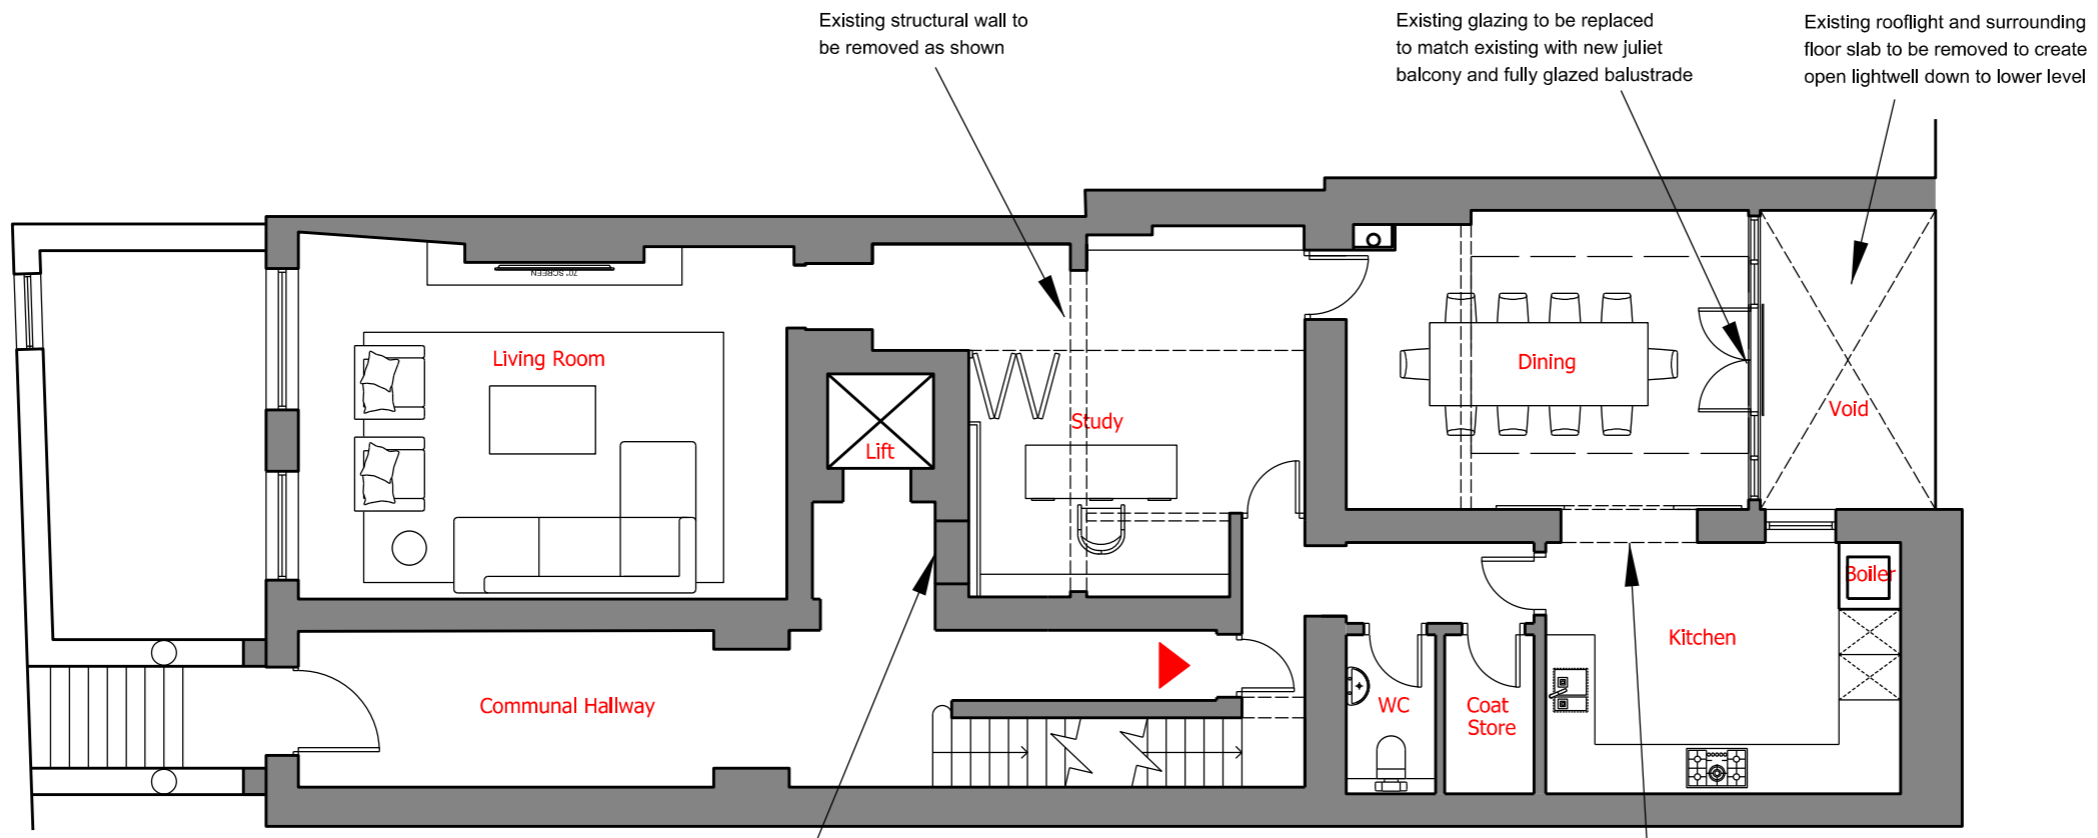 Existing structural wall to
be removed as shown
Existing glazing to be replaced
to match existing with new juliet
balcony and fully glazed balustrade
Existing rooflight and surrounding
floor slab to be removed to create
open lightwell down to lower level
70" SCREEN
Living Room
Lift
Study
Dining
Void
Boiler
Kitchen
Communal Hallway
WC
Coat
Store